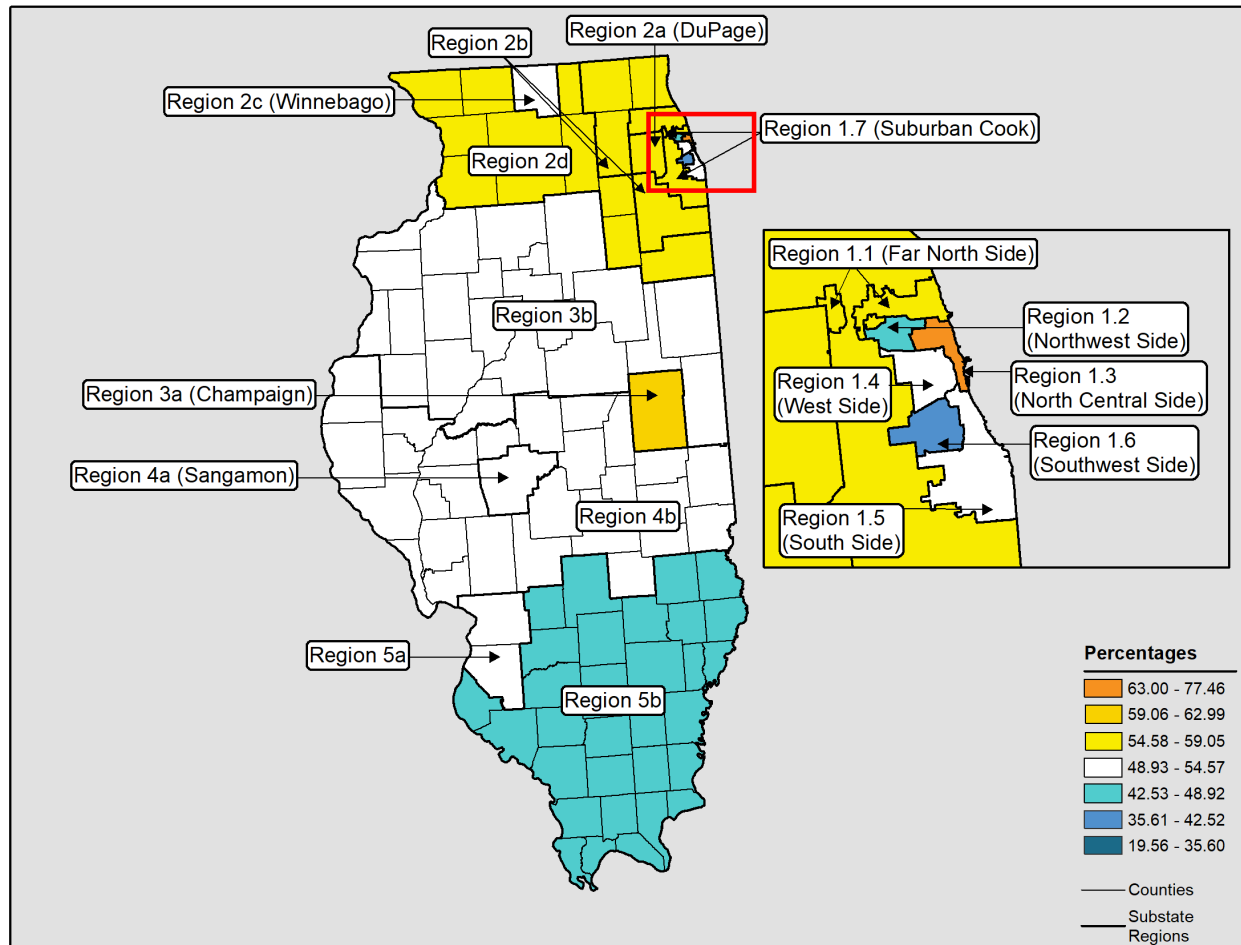 Region 2a (DuPage)
Region 2b
Region 2c (Winnebago)
Region 1.7 (Suburban Cook)
Region 2d
Region 1.1 (Far North Side)
Region 3b
Region 1.2
(Northwest Side)
Region 1.4
(West Side)
Region 1.3
(North Central Side)
Region 3a (Champaign)
Region 1.6
(Southwest Side)
Region 4a (Sangamon)
Region 4b
Region 1.5
(South Side)
Region 5a
Region 5b
Percentages
63.00 - 77.46
59.06 - 62.99
54.58 - 59.05
48.93 - 54.57
42.53 - 48.92
35.61 - 42.52
19.56 - 35.60
Counties
Substate
Regions